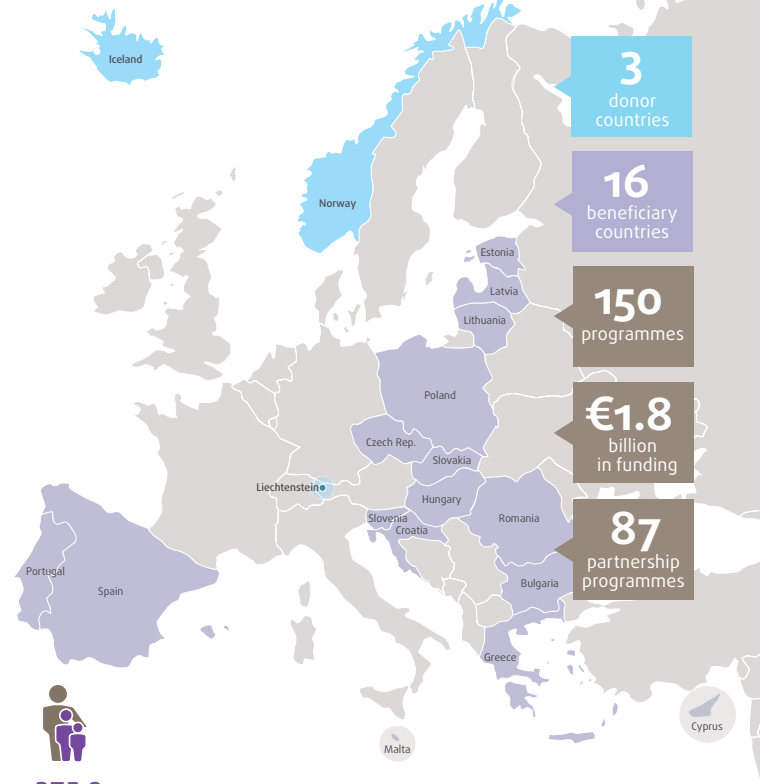 Iceland
3
donor
countries
16
beneficiary
countries
Norway
Estonia
Latvia
Lithuania
150
programmes
Poland
€1.8
billion
in funding
Czech Rep.
Slovakia
Liechtenstein
Hungary
Slovenia
Croatia
Romania
87
partnership
programmes
Portugal
Spain
Bulgaria
Greece
Cyprus
Malta